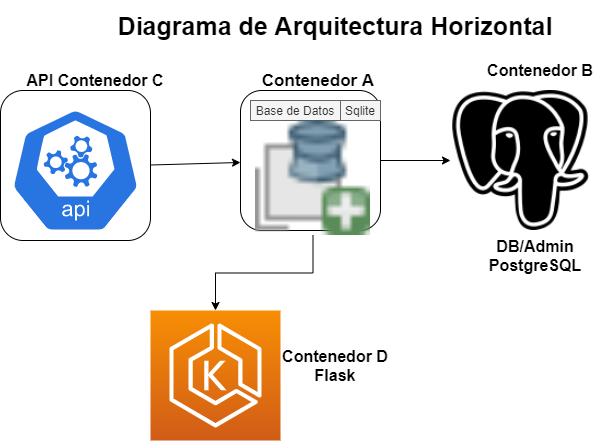 Diagrama de Arquitectura Horizontal
API Contenedor C
Contenedor A
Contenedor B
Base de Datos Sqlite
api
DB/Admin
PostgreSQL
K
Contenedor D
Flask